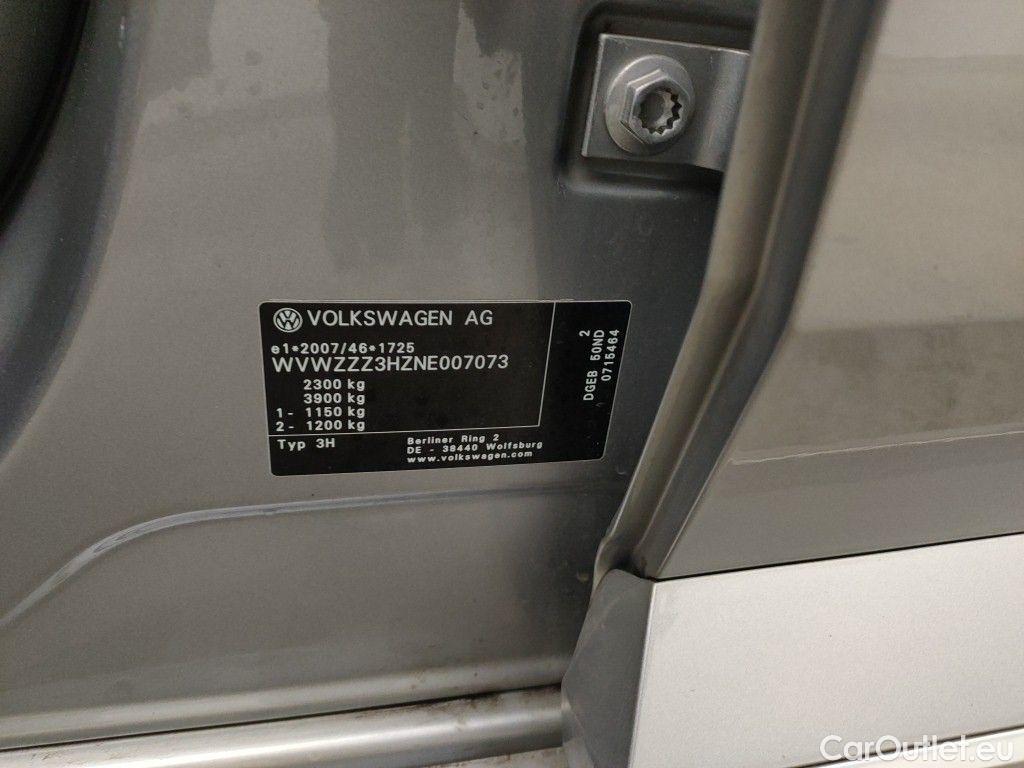 VOLKSWAGEN AG
e1*2007/46*1725
WVWZZZ3HZNE007073
2300 kg
3900 kg
1- 1150 kg
2- 1200 kg
Typ 3H
Berliner Ring 2
DE - 38440 Wolfsburg
www.volkswagen.com
2
DGEB 50ND
0715464
CarOutlet.eu